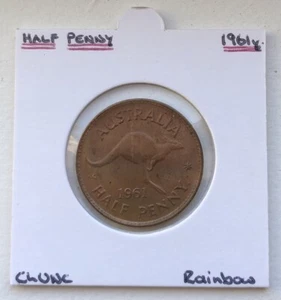 HALF PENNY 1961y.
AUSTRALIA
1961
HALF PENNY
CHUNC Rainbow